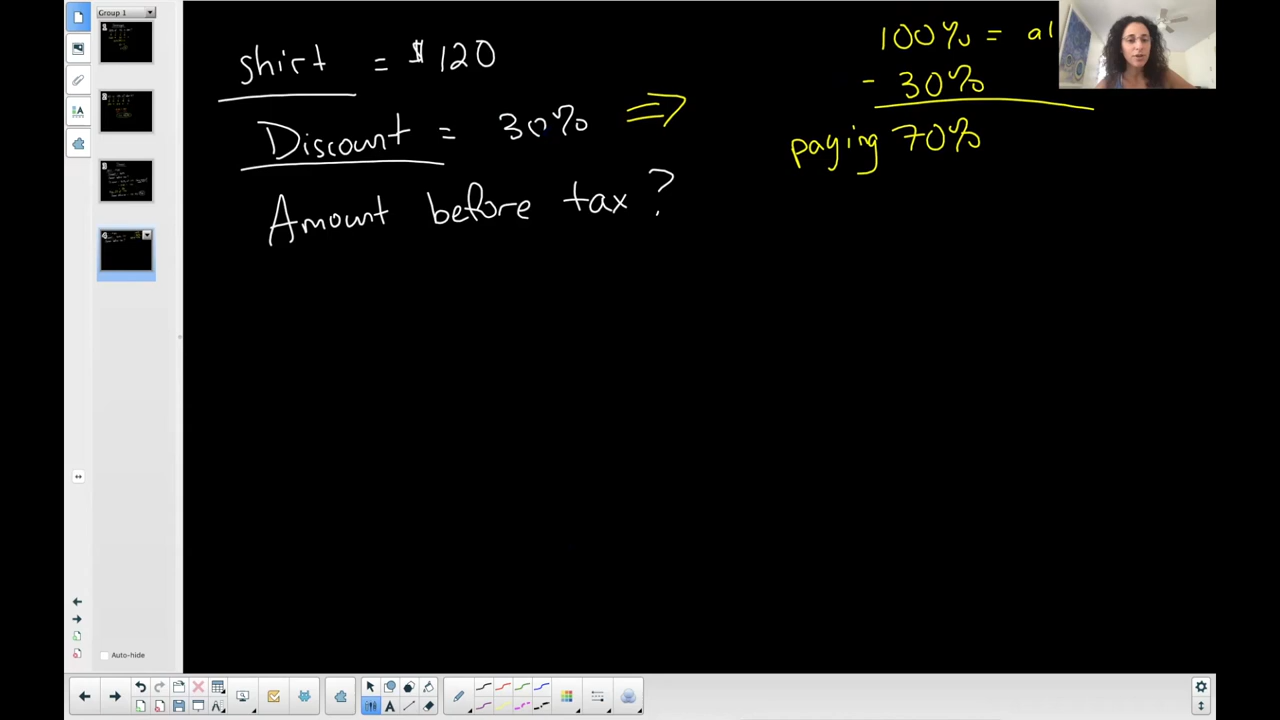 Group 1
shirt = $120
100% = al
- 30%
Discount = 30% ⇒
paying 70%
Amount before tax?
Auto-hide